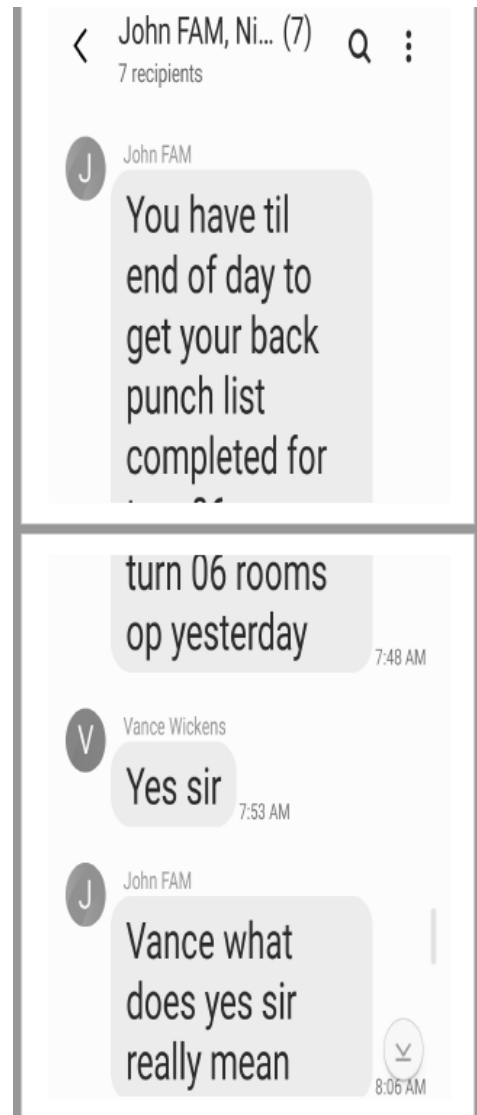 John FAM, Ni... (7)
7 recipients
J
John FAM
You have til
end of day to
get your back
punch list
completed for
turn 06 rooms
op yesterday
7:48 AM
V
Vance Wickens
Yes sir
7:53 AM
J
John FAM
Vance what
does yes sir
really mean
8:06 AM